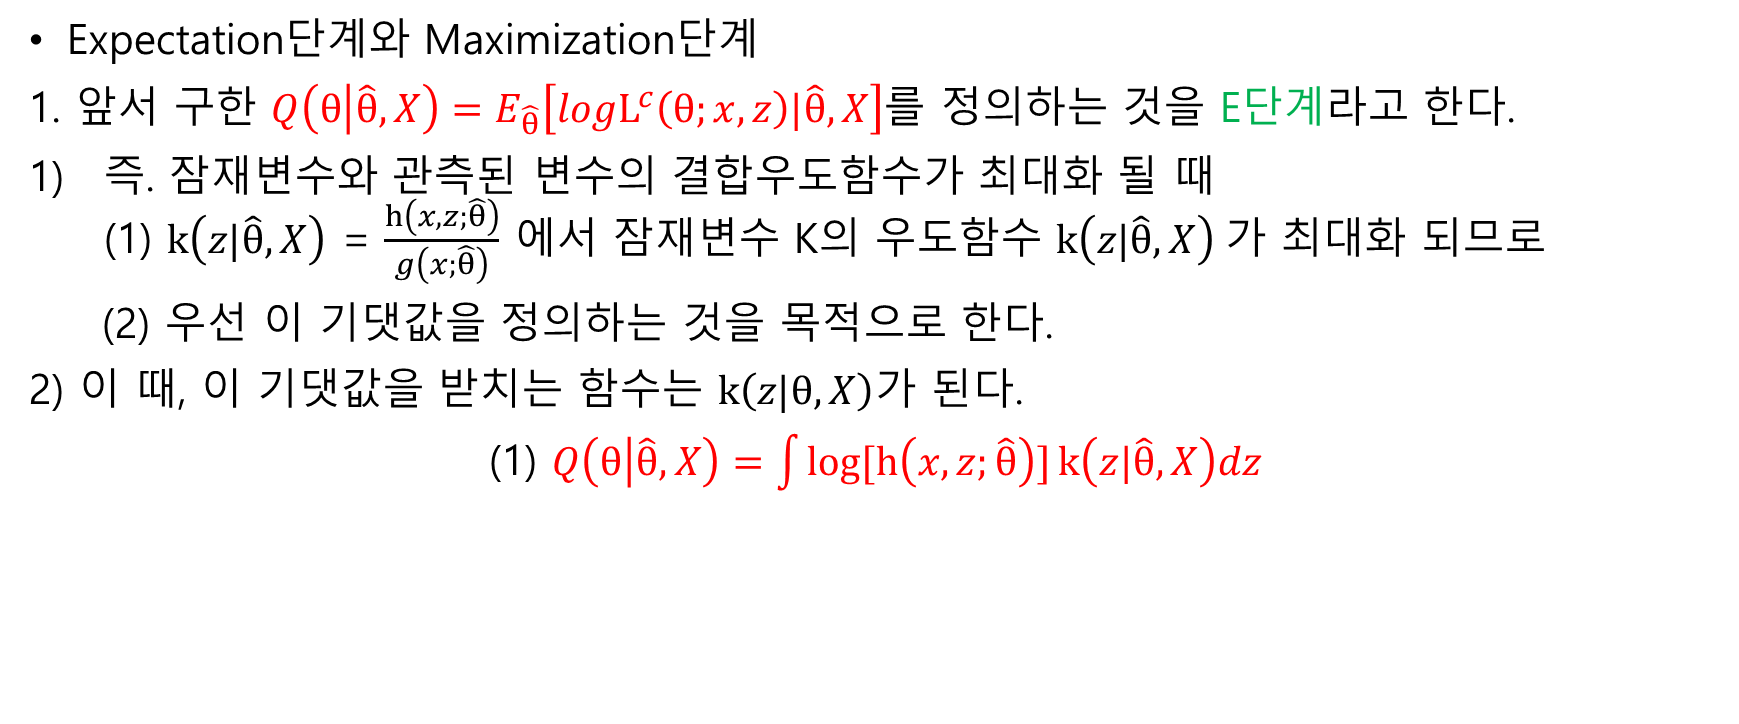 • Expectation단계와 Maximization단계
1. 앞서 구한 Q(θ|θ̂, X) = E_θ̂[logLᶜ(θ; x, z)|θ̂, X]를 정의하는 것을 E단계라고 한다.
1) 즉. 잠재변수와 관측된 변수의 결합우도함수가 최대화 될 때
(1) k(z|θ̂, X) = h(x,z;θ̂)/g(x;θ̂) 에서 잠재변수 K의 우도함수 k(z|θ̂, X) 가 최대화 되므로
(2) 우선 이 기댓값을 정의하는 것을 목적으로 한다.
2) 이 때, 이 기댓값을 받치는 함수는 k(z|θ, X)가 된다.
(1) Q(θ|θ̂, X) = ∫ log[h(x, z; θ̂)] k(z|θ̂, X)dz